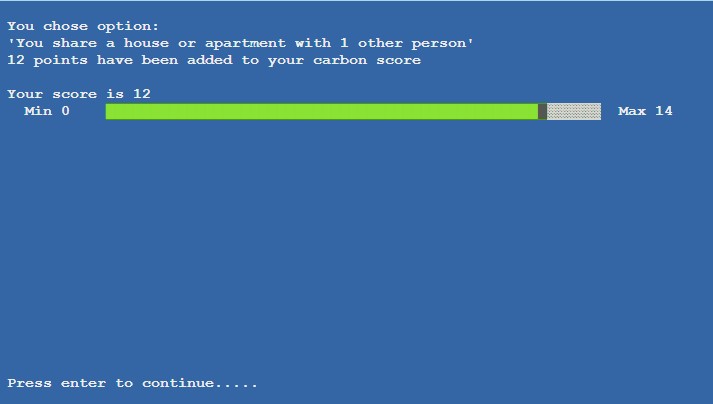 You chose option:
'You share a house or apartment with 1 other person'
12 points have been added to your carbon score
Your score is 12
Min 0 Max 14
Press enter to continue.....